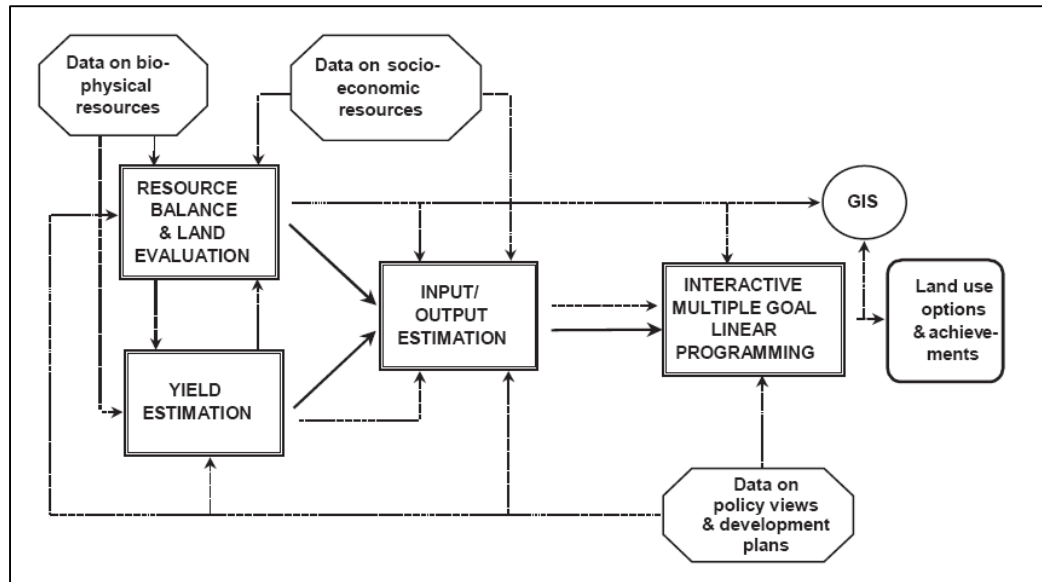 Data on bio-
physical
resources
Data on socio-
economic
resources
RESOURCE
BALANCE
& LAND
EVALUATION
GIS
INPUT/
OUTPUT
ESTIMATION
INTERACTIVE
MULTIPLE GOAL
LINEAR
PROGRAMMING
Land use
options
& achieve-
ments
YIELD
ESTIMATION
Data on
policy views
& development
plans